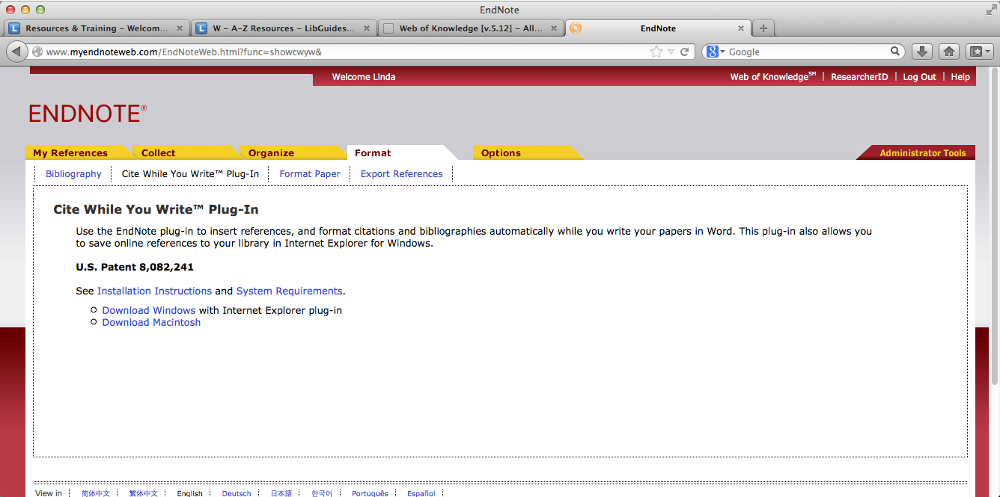 EndNote
Resources & Training – Welcom...
W – A–Z Resources – LibGuides...
Web of Knowledge [v.5.12] – All...
EndNote
www.myendnoteweb.com/EndNoteWeb.html?func=showcwyw&
Google
Welcome Linda
Web of Knowledge℠ | ResearcherID | Log Out | Help
ENDNOTE®
My References
Collect
Organize
Format
Options
Administrator Tools
Bibliography
Cite While You Write™ Plug-In
Format Paper
Export References
Cite While You Write™ Plug-In
Use the EndNote plug-in to insert references, and format citations and bibliographies automatically while you write your papers in Word. This plug-in also allows you
to save online references to your library in Internet Explorer for Windows.
U.S. Patent 8,082,241
See Installation Instructions and System Requirements.
Download Windows with Internet Explorer plug-in
Download Macintosh
View in 简体中文 繁体中文 English Deutsch 日本語 한국어 Português Español